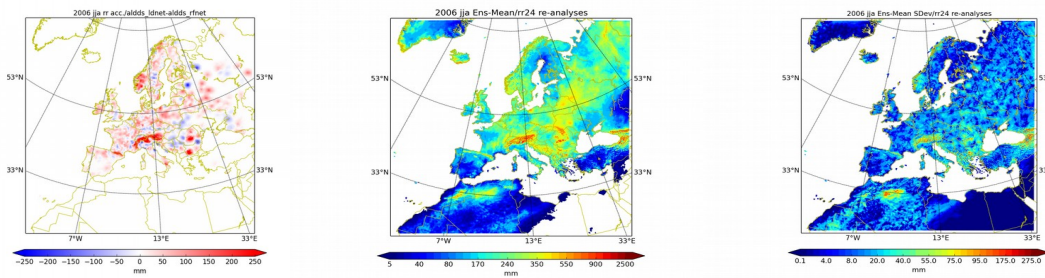 2006 jja rr acc./aldds_ldnet-aldds_rfnet
53°N
53°N
33°N
33°N
7°W
13°E
33°E
−250 −200 −150 −100 −50 0 50 100 150 200 250
mm
2006 jja Ens-Mean/rr24 re-analyses
53°N
53°N
33°N
33°N
7°W
13°E
33°E
5 40 80 170 240 350 550 900 2500
mm
2006 jja Ens-Mean SDev/rr24 re-analyses
53°N
53°N
33°N
33°N
7°W
13°E
33°E
0.1 4.0 8.0 20.0 35.0 55.0 95.0 175.0 275.0
mm